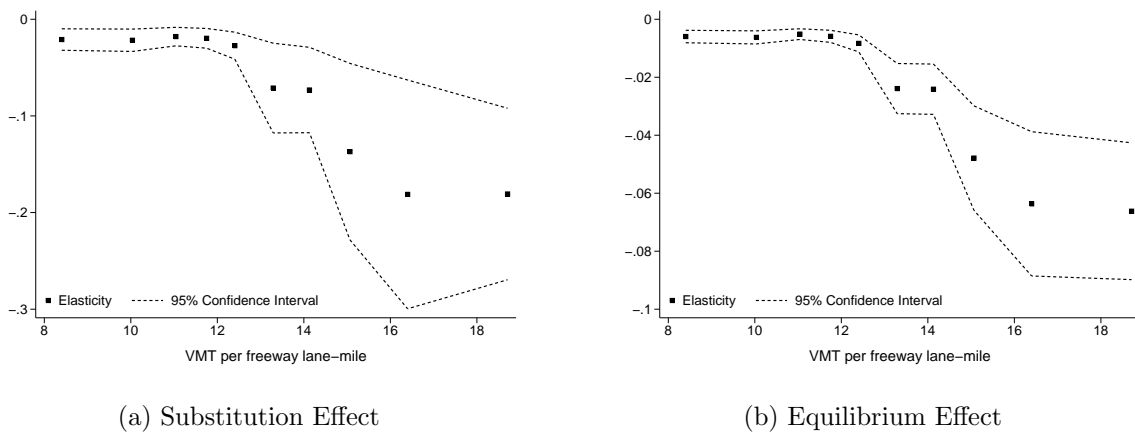 0
−.1
−.2
−.3
8 10 12 14 16 18
VMT per freeway lane−mile
Elasticity 95% Confidence Interval
(a) Substitution Effect
0
−.02
−.04
−.06
−.08
−.1
8 10 12 14 16 18
VMT per freeway lane−mile
Elasticity 95% Confidence Interval
(b) Equilibrium Effect